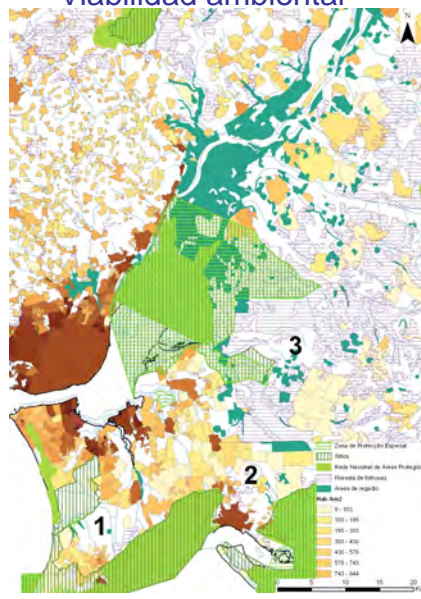 viabilidad ambiental
N
3
2
1
Zona de Protecção Especial
Sítios
Rede Nacional de Áreas Protegidas
Floresta de folhosas
Áreas de regadio
Hab./km2
0 - 103
103 - 195
195 - 303
303 - 430
430 - 576
576 - 743
743 - 944
0 5 10 15 20